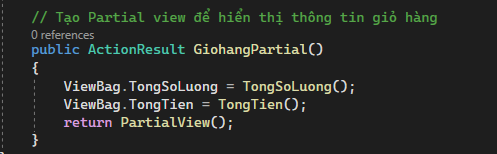 // Tạo Partial view để hiển thị thông tin giỏ hàng
0 references
public ActionResult GiohangPartial()
{
ViewBag.TongSoLuong = TongSoLuong();
ViewBag.TongTien = TongTien();
return PartialView();
}